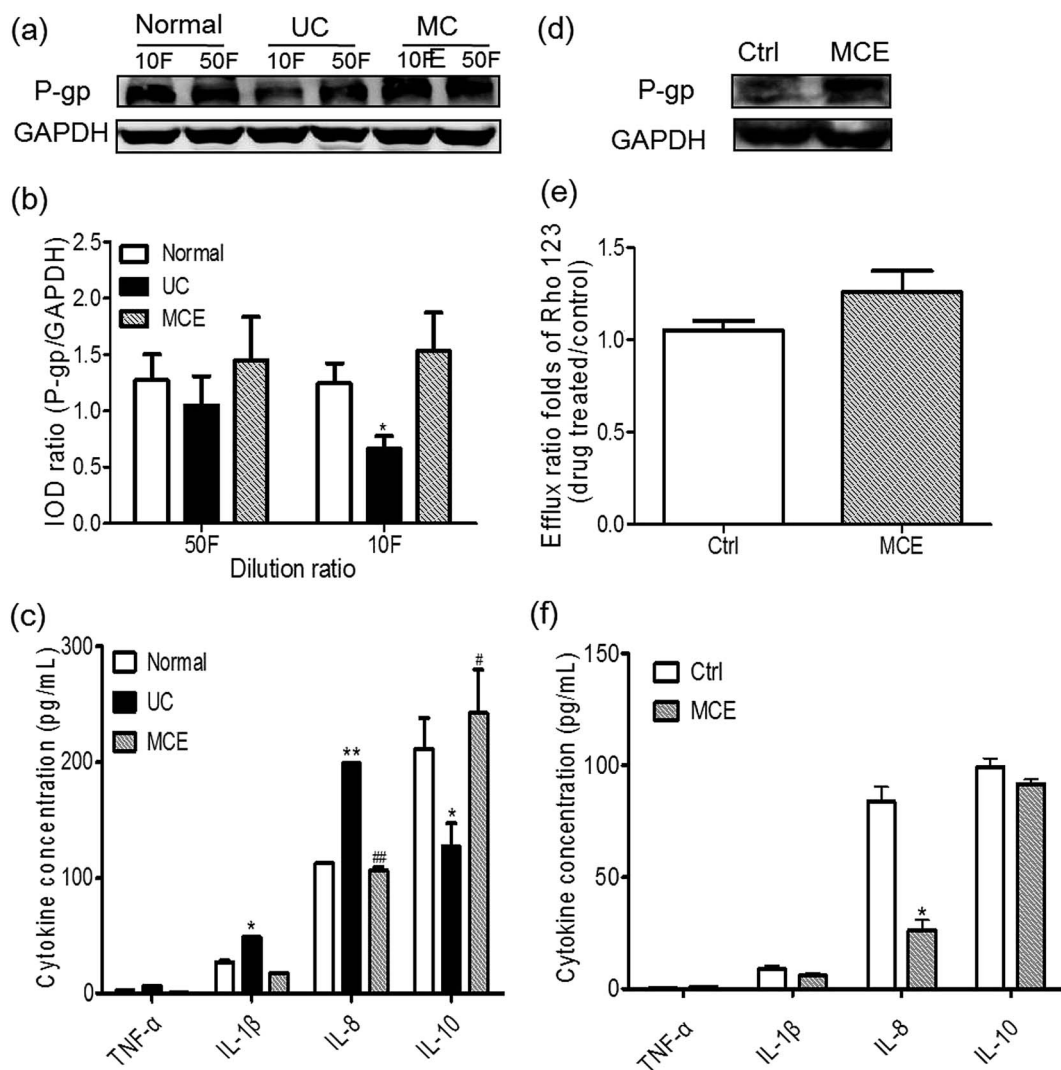 (a)
Normal UC MC
10F 50F 10F 50F 10F E 50F
P-gp
GAPDH
(d)
Ctrl MCE
P-gp
GAPDH
(b)
IOD ratio (P-gp/GAPDH)
2.5
2.0
1.5
1.0
0.5
0.0
Normal
UC
MCE
*
50F 10F
Dilution ratio
(e)
Efflux ratio folds of Rho 123
(drug treated/control)
1.5
1.0
0.5
0.0
Ctrl MCE
(c)
Cytokine concentration (pg/mL)
300
200
100
0
Normal
UC
MCE
*
**
##
*
#
TNF-α IL-1β IL-8 IL-10
(f)
Cytokine concentration (pg/mL)
150
100
50
0
Ctrl
MCE
*
TNF-α IL-1β IL-8 IL-10